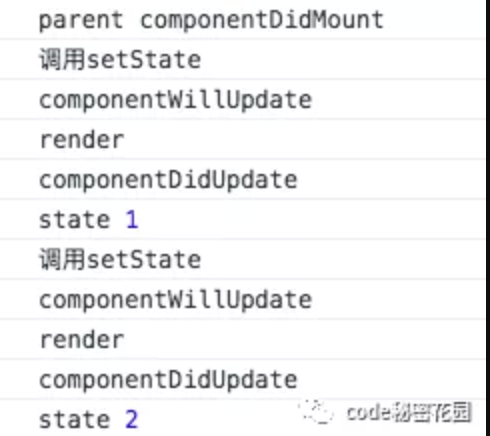 parent componentDidMount
调用setState
componentWillUpdate
render
componentDidUpdate
state 1
调用setState
componentWillUpdate
render
componentDidUpdate
state 2
code秘密花园